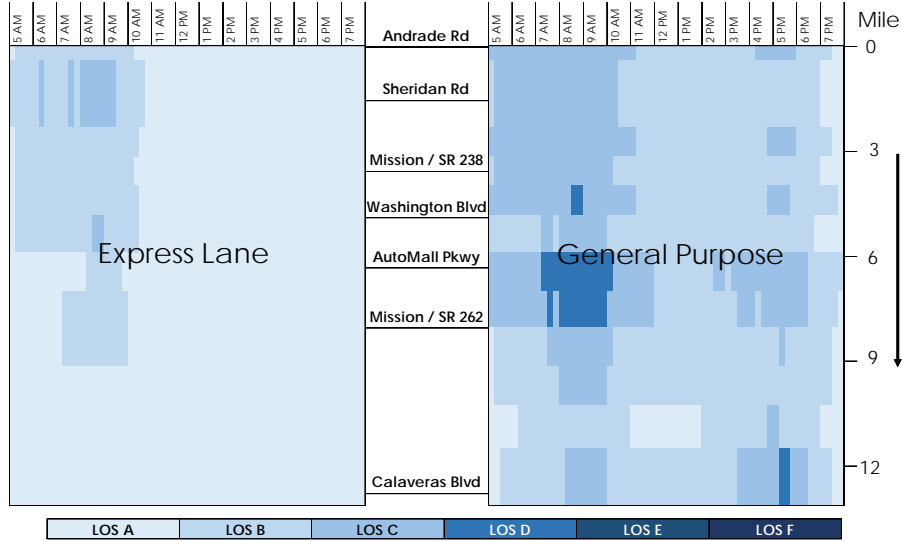 5 AM 6 AM 7 AM 8 AM 9 AM 10 AM 11 AM 12 PM 1 PM 2 PM 3 PM 4 PM 5 PM 6 PM 7 PM
Andrade Rd
5 AM 6 AM 7 AM 8 AM 9 AM 10 AM 11 AM 12 PM 1 PM 2 PM 3 PM 4 PM 5 PM 6 PM 7 PM
Mile
0
Sheridan Rd
3
Mission / SR 238
Washington Blvd
Express Lane
AutoMall Pkwy
General Purpose
6
Mission / SR 262
9
12
Calaveras Blvd
LOS A LOS B LOS C LOS D LOS E LOS F